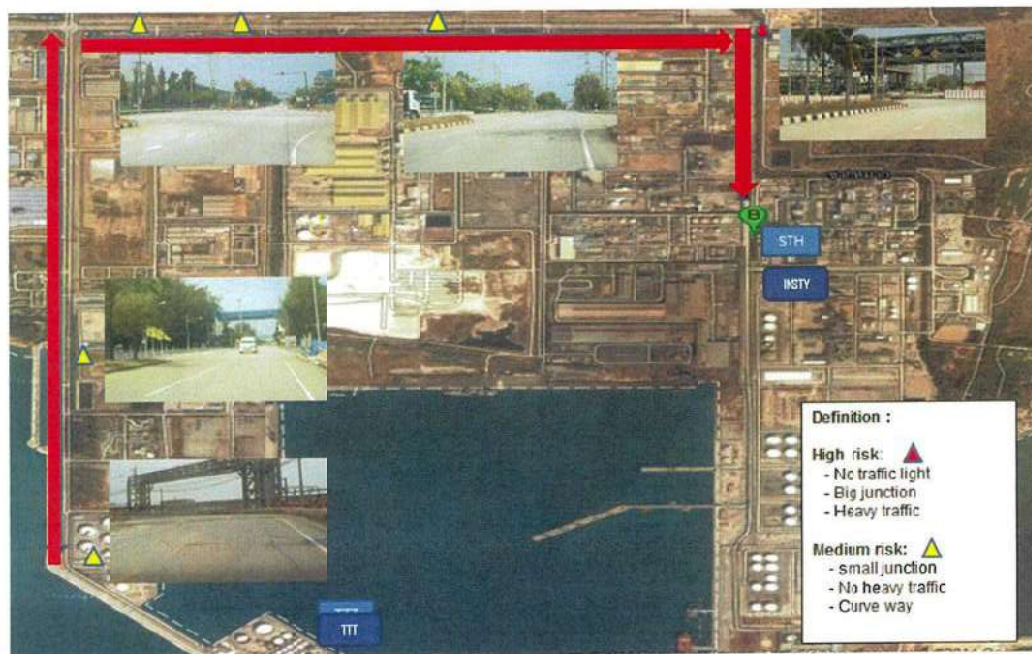 B
STH
INSTY
TTT
Definition :
High risk:
- No traffic light
- Big junction
- Heavy traffic
Medium risk:
- small junction
- No heavy traffic
- Curve way